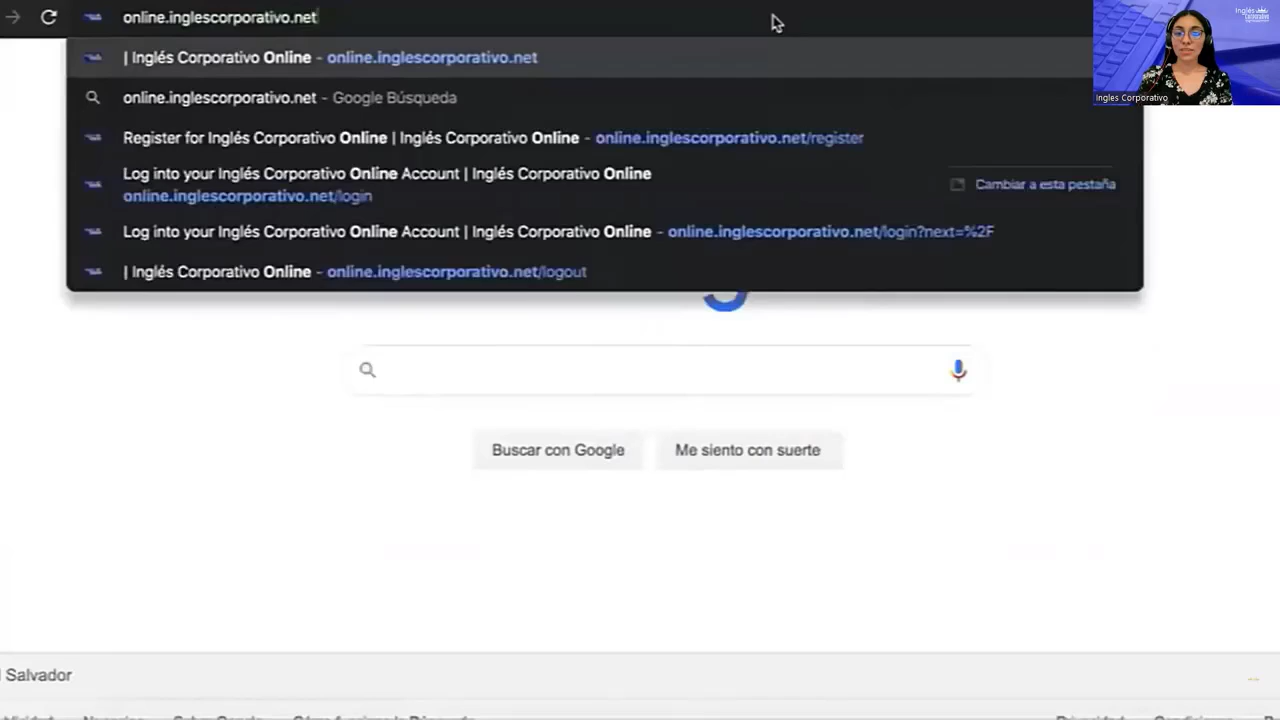 online.inglescorporativo.net
Inglés
| Inglés Corporativo Online - online.inglescorporativo.net
online.inglescorporativo.net - Google Búsqueda
Ingles Corporativo
Register for Inglés Corporativo Online | Inglés Corporativo Online - online.inglescorporativo.net/register
Log into your Inglés Corporativo Online Account | Inglés Corporativo Online
online.inglescorporativo.net/login
Cambiar a esta pestaña
Log into your Inglés Corporativo Online Account | Inglés Corporativo Online - online.inglescorporativo.net/login?next=%2F
| Inglés Corporativo Online - online.inglescorporativo.net/logout
Buscar con Google
Me siento con suerte
l Salvador